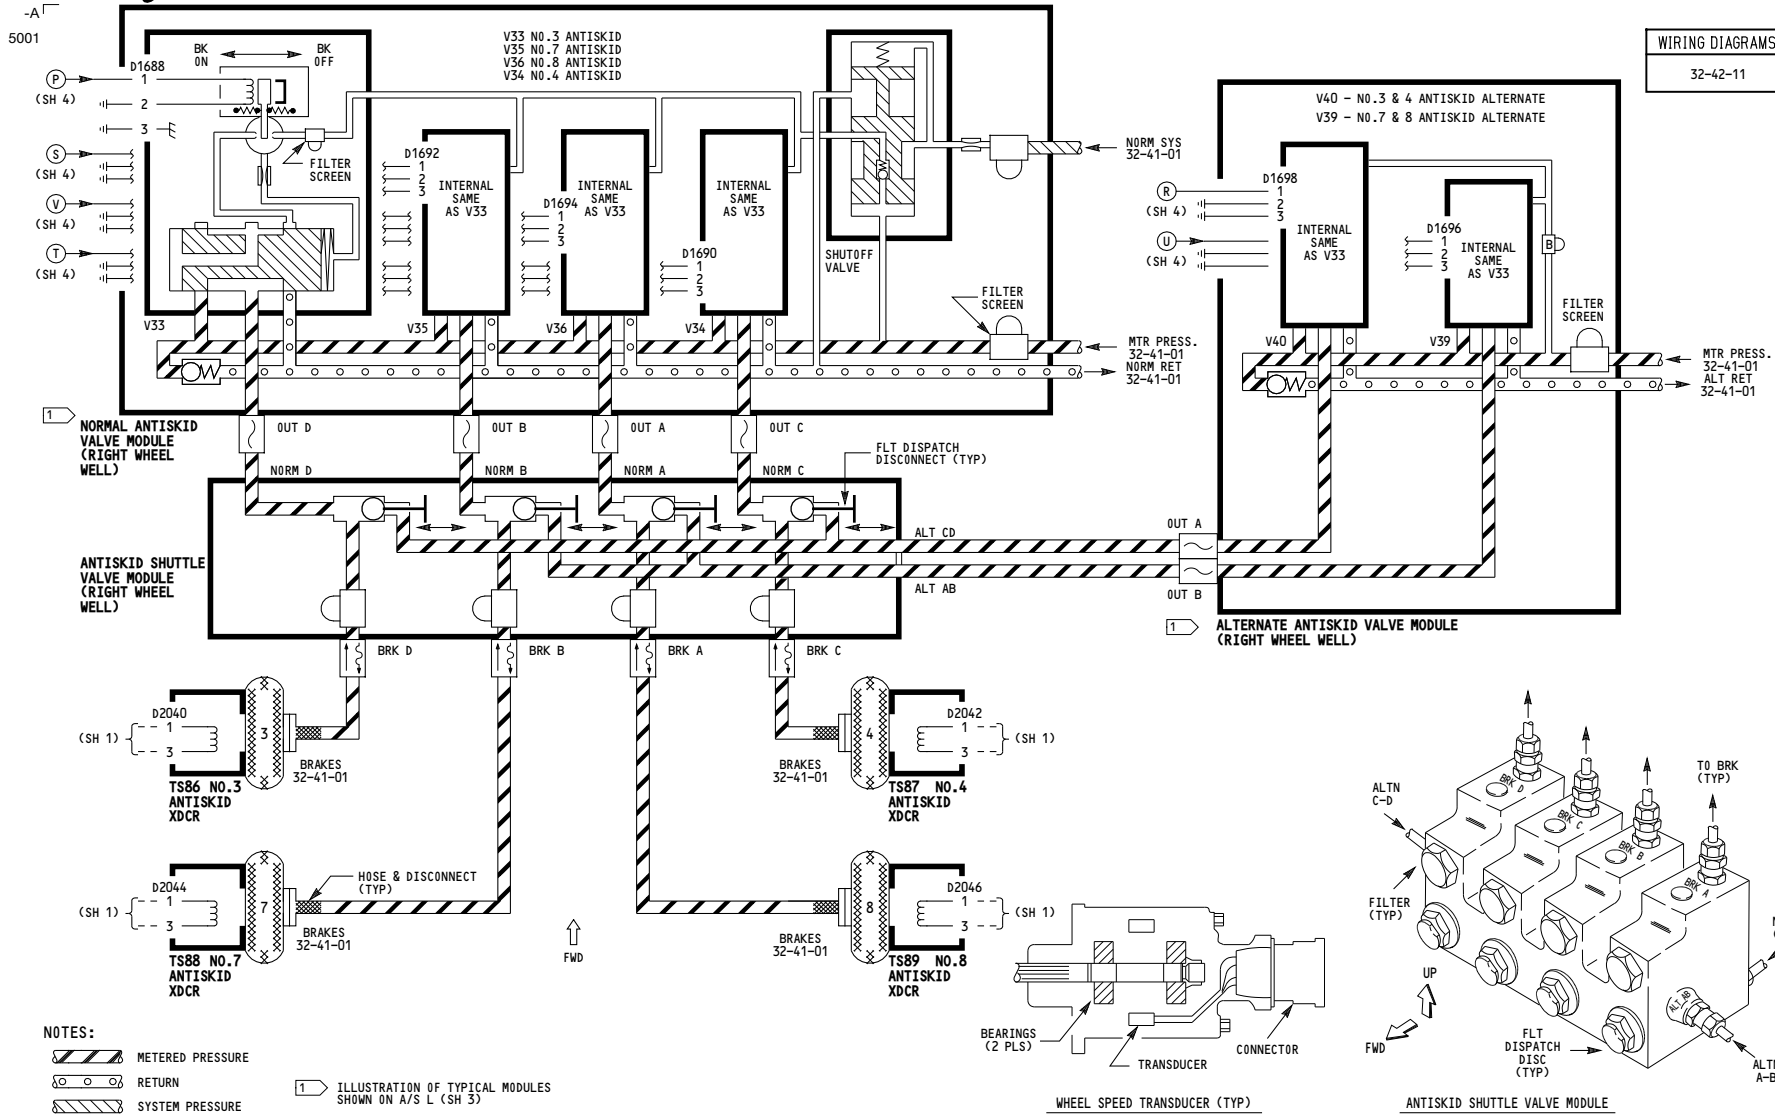 -A
5001
WIRING DIAGRAMS
32-42-11
BK
ON
BK
OFF
D1688
1
2
3
P
(SH 4)
S
(SH 4)
V
(SH 4)
T
(SH 4)
FILTER
SCREEN
V33
V33 NO.3 ANTISKID
V35 NO.7 ANTISKID
V36 NO.8 ANTISKID
V34 NO.4 ANTISKID
D1692
1
2
3
INTERNAL
SAME
AS V33
V35
D1694
1
2
3
INTERNAL
SAME
AS V33
V36
D1690
1
2
3
INTERNAL
SAME
AS V33
V34
SHUTOFF
VALVE
FILTER
SCREEN
NORM SYS
32-41-01
MTR PRESS.
32-41-01
NORM RET
32-41-01
V40 - NO.3 & 4 ANTISKID ALTERNATE
V39 - NO.7 & 8 ANTISKID ALTERNATE
R
(SH 4)
U
(SH 4)
D1698
1
2
3
INTERNAL
SAME
AS V33
V40
D1696
1
2
3
INTERNAL
SAME
AS V33
V39
B
FILTER
SCREEN
MTR PRESS.
32-41-01
ALT RET
32-41-01
1
NORMAL ANTISKID
VALVE MODULE
(RIGHT WHEEL
WELL)
OUT D
OUT B
OUT A
OUT C
NORM D
NORM B
NORM A
NORM C
FLT DISPATCH
DISCONNECT (TYP)
ANTISKID SHUTTLE
VALVE MODULE
(RIGHT WHEEL
WELL)
ALT CD
ALT AB
OUT A
OUT B
1
ALTERNATE ANTISKID VALVE MODULE
(RIGHT WHEEL WELL)
BRK D
BRK B
BRK A
BRK C
(SH 1)
D2040
1
3
3
BRAKES
32-41-01
TS86 NO.3
ANTISKID
XDCR
4
D2042
1
3
(SH 1)
BRAKES
32-41-01
TS87 NO.4
ANTISKID
XDCR
(SH 1)
D2044
1
3
7
HOSE & DISCONNECT
(TYP)
BRAKES
32-41-01
TS88 NO.7
ANTISKID
XDCR
FWD
8
D2046
1
3
(SH 1)
BRAKES
32-41-01
TS89 NO.8
ANTISKID
XDCR
BEARINGS
(2 PLS)
TRANSDUCER
CONNECTOR
WHEEL SPEED TRANSDUCER (TYP)
ALTN
C-D
BRK D
BRK C
BRK B
BRK A
TO BRK
(TYP)
FILTER
(TYP)
UP
FWD
FLT
DISPATCH
DISC
(TYP)
ALT AB
A-B
ANTISKID SHUTTLE VALVE MODULE
NOTES:
METERED PRESSURE
RETURN
SYSTEM PRESSURE
1
ILLUSTRATION OF TYPICAL MODULES
SHOWN ON A/S L (SH 3)